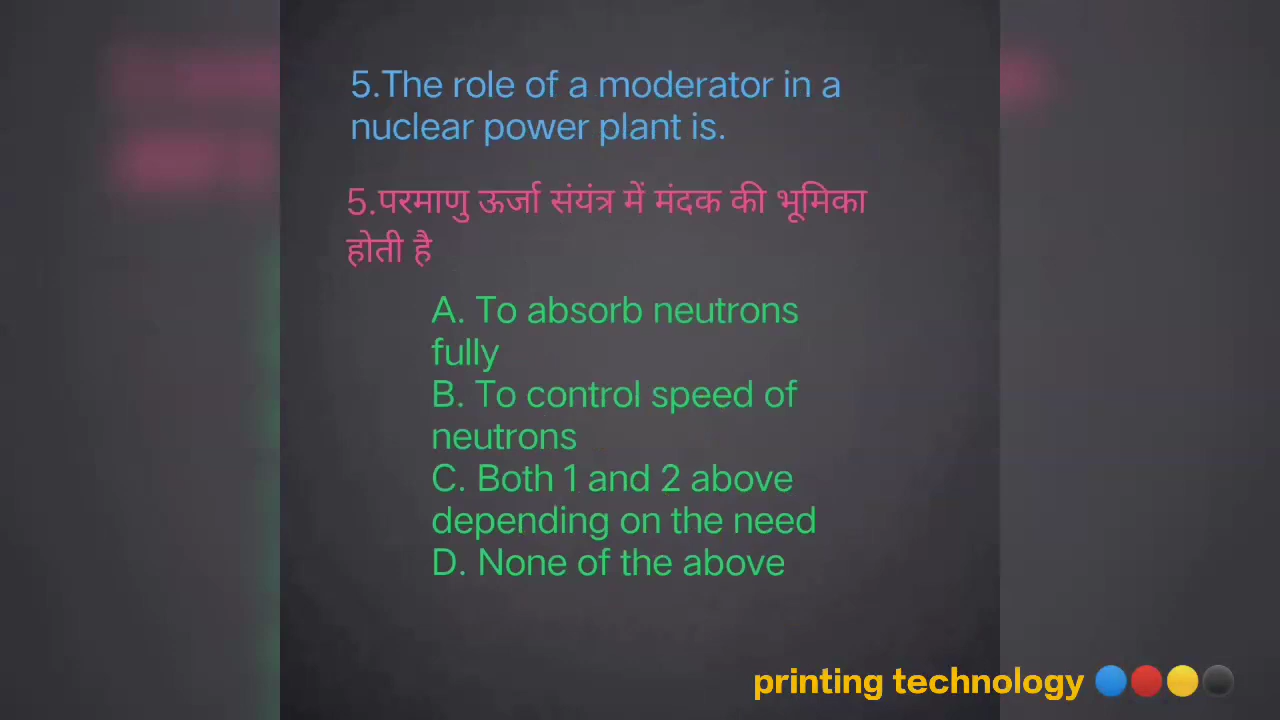 5.The role of a moderator in a
nuclear power plant is.
5.परमाणु ऊर्जा संयंत्र में मंदक की भूमिका
होती है
A. To absorb neutrons
fully
B. To control speed of
neutrons
C. Both 1 and 2 above
depending on the need
D. None of the above
printing technology 🔵🔴🟡⚫